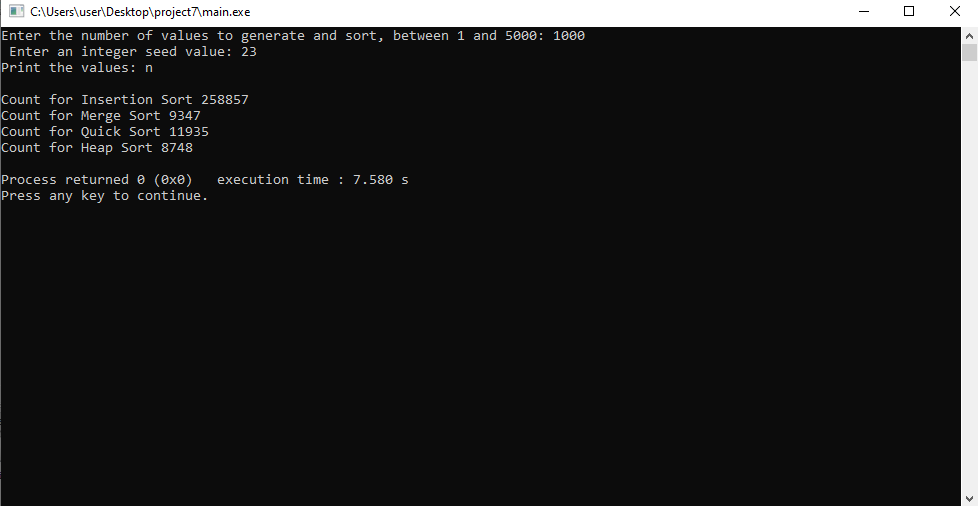 C:\Users\user\Desktop\project7\main.exe
Enter the number of values to generate and sort, between 1 and 5000: 1000
 Enter an integer seed value: 23
Print the values: n
Count for Insertion Sort 258857
Count for Merge Sort 9347
Count for Quick Sort 11935
Count for Heap Sort 8748
Process returned 0 (0x0)   execution time : 7.580 s
Press any key to continue.